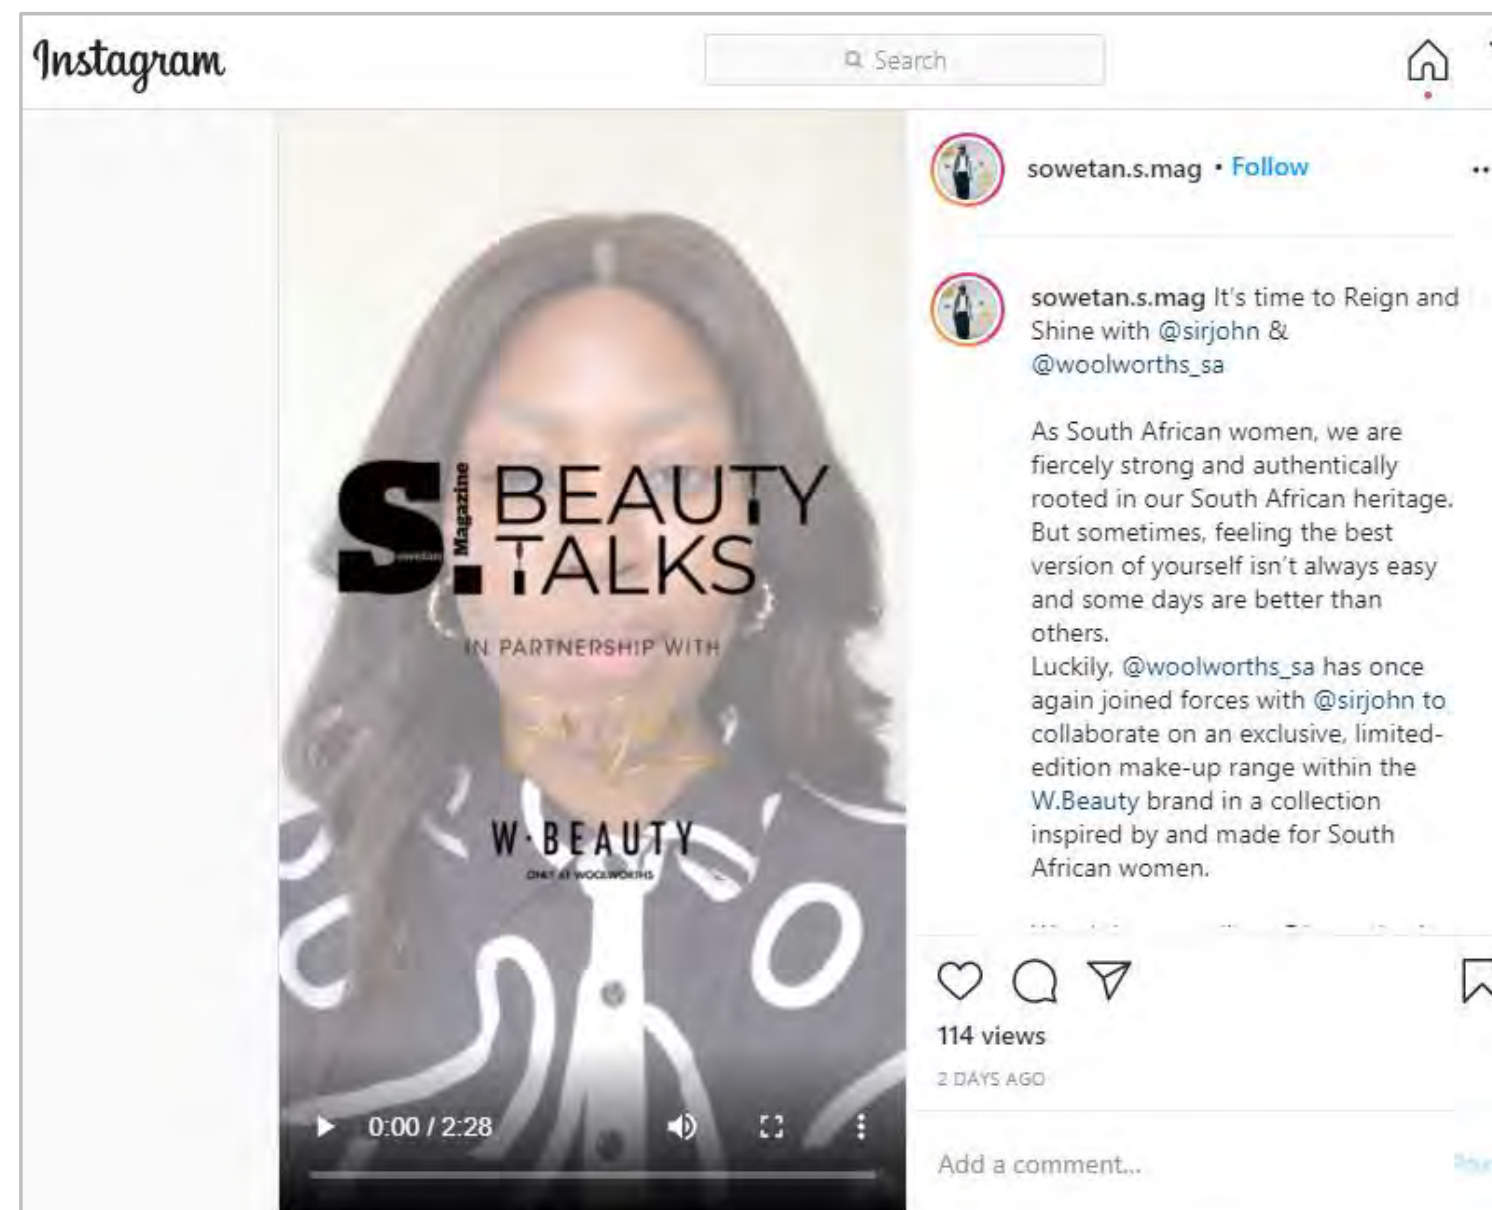 Instagram
Search
sowetan.s.mag • Follow
sowetan.s.mag It's time to Reign and
Shine with @sirjohn &
@woolworths_sa
As South African women, we are
fiercely strong and authentically
rooted in our South African heritage.
But sometimes, feeling the best
version of yourself isn't always easy
and some days are better than
others.
Luckily, @woolworths_sa has once
again joined forces with @sirjohn to
collaborate on an exclusive, limited-
edition make-up range within the
W.Beauty brand in a collection
inspired by and made for South
African women.
114 views
2 DAYS AGO
Add a comment...
S. Magazine
sowetan
BEAUTY
TALKS
IN PARTNERSHIP WITH
W·BEAUTY
ONLY AT WOOLWORTHS
0:00 / 2:28